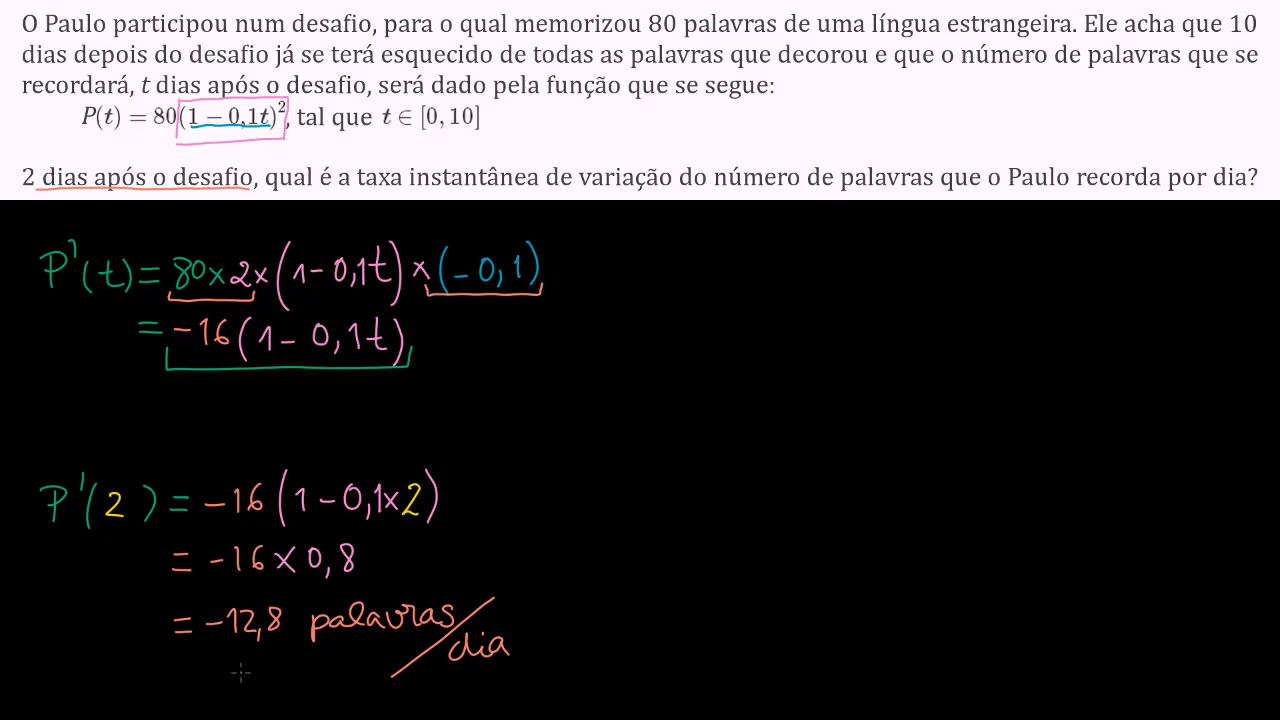 O Paulo participou num desafio, para o qual memorizou 80 palavras de uma língua estrangeira. Ele acha que 10
dias depois do desafio já se terá esquecido de todas as palavras que decorou e que o número de palavras que se
recordará, t dias após o desafio, será dado pela função que se segue:
P(t) = 80(1 − 0,1t)², tal que t ∈ [0, 10]
2 dias após o desafio, qual é a taxa instantânea de variação do número de palavras que o Paulo recorda por dia?
P'(t) = 80 × 2 × (1 − 0,1t) × (−0,1)
= −16 (1 − 0,1t)
P'(2) = −16 (1 − 0,1 × 2)
= −16 × 0,8
= −12,8 palavras/dia